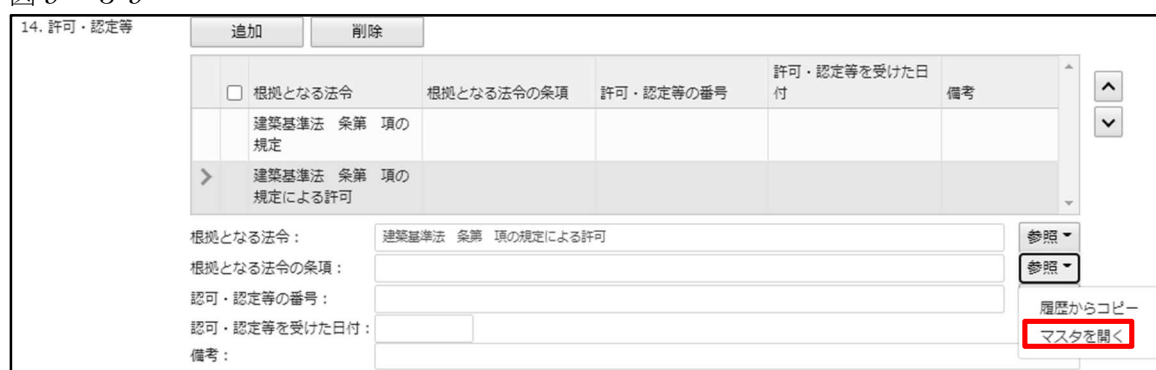 14. 許可・認定等
追加 削除
根拠となる法令 根拠となる法令の条項 許可・認定等の番号 許可・認定等を受けた日付 備考
建築基準法 条第 項の
規定
建築基準法 条第 項の
規定による許可
根拠となる法令： 建築基準法 条第 項の規定による許可 参照
根拠となる法令の条項： 参照
認可・認定等の番号：
履歴からコピー
認可・認定等を受けた日付：
マスタを開く
備考：